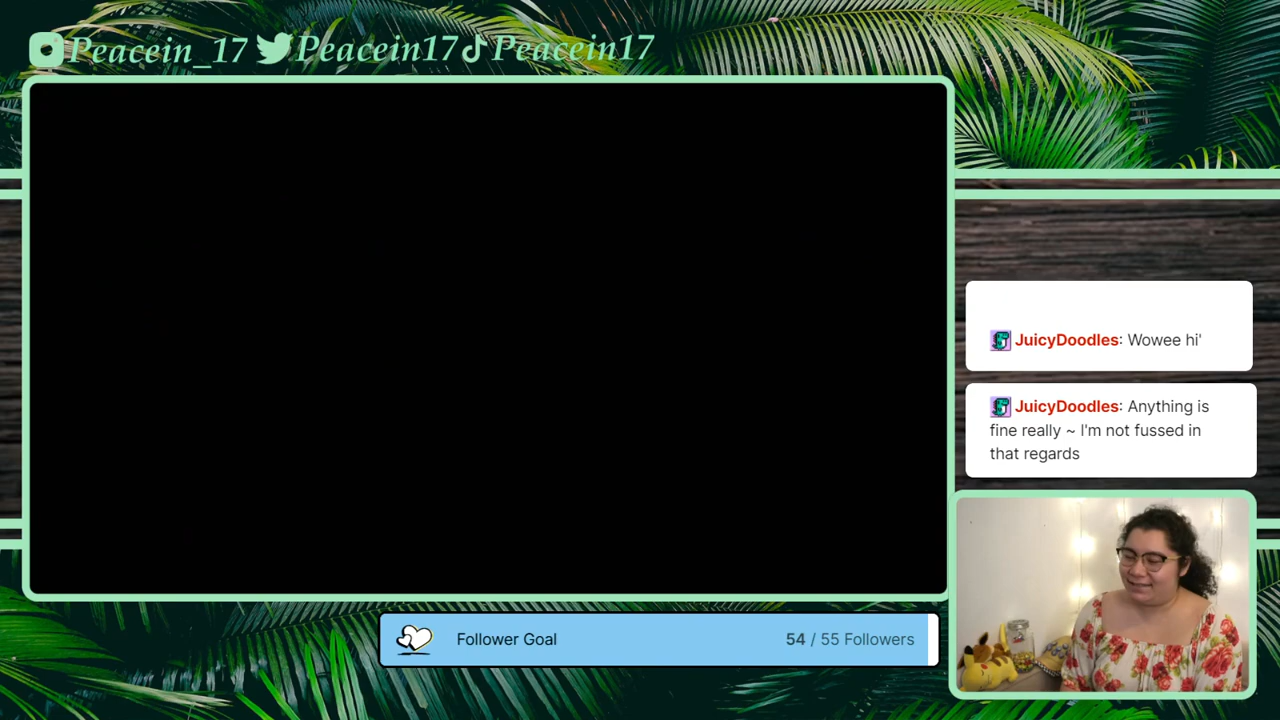 Peacein_17 Peacein17 Peacein17
JuicyDoodles: Wowee hi'
JuicyDoodles: Anything is
fine really ~ I'm not fussed in
that regards
Follower Goal 54 / 55 Followers